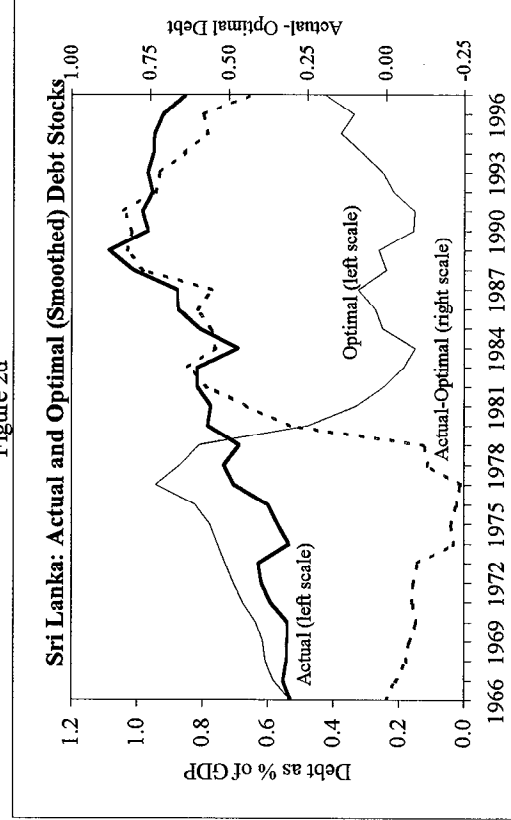 Figure 2d
Sri Lanka: Actual and Optimal (Smoothed) Debt Stocks
Debt as % of GDP
1.2
1.0
0.8
0.6
0.4
0.2
0.0
Actual (left scale)
Optimal (left scale)
Actual-Optimal (right scale)
1.00
0.75
0.50
0.25
0.00
-0.25
Actual - Optimal Debt
1966 1969 1972 1975 1978 1981 1984 1987 1990 1993 1996